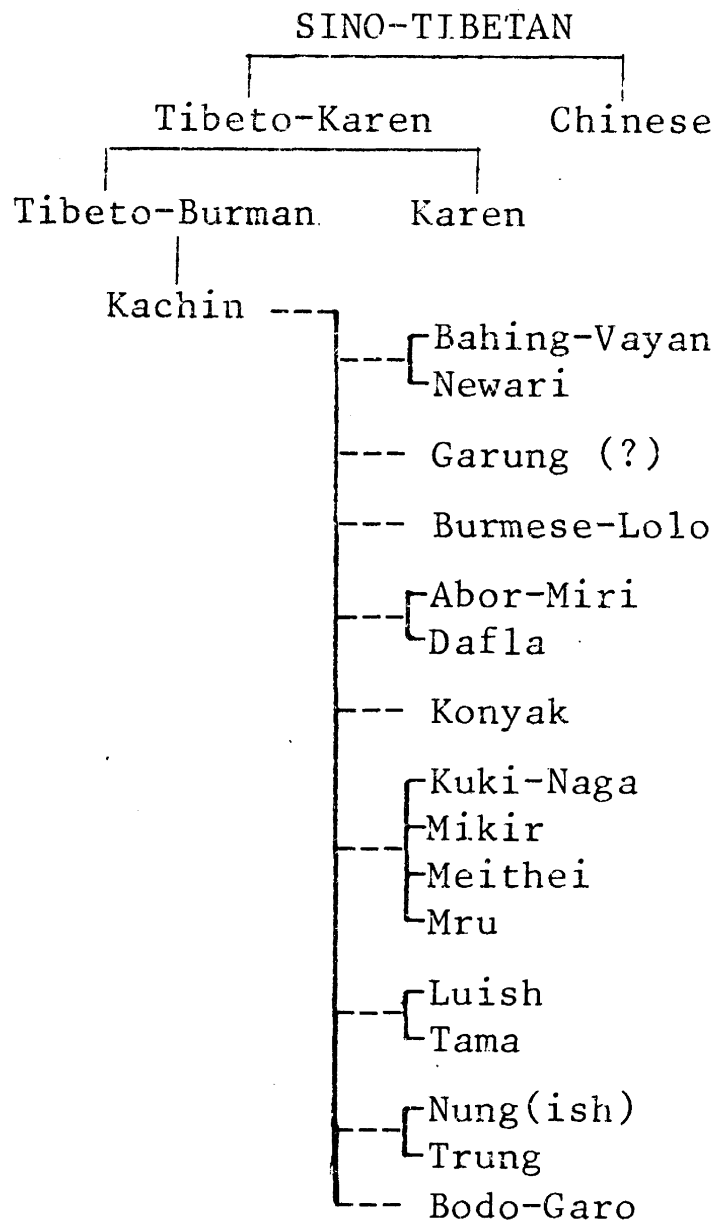 SINO-TIBETAN
Tibeto-Karen Chinese
Tibeto-Burman Karen
Kachin
Bahing-Vayan
Newari
Garung (?)
Burmese-Lolo
Abor-Miri
Dafla
Konyak
Kuki-Naga
Mikir
Meithei
Mru
Luish
Tama
Nung(ish)
Trung
Bodo-Garo